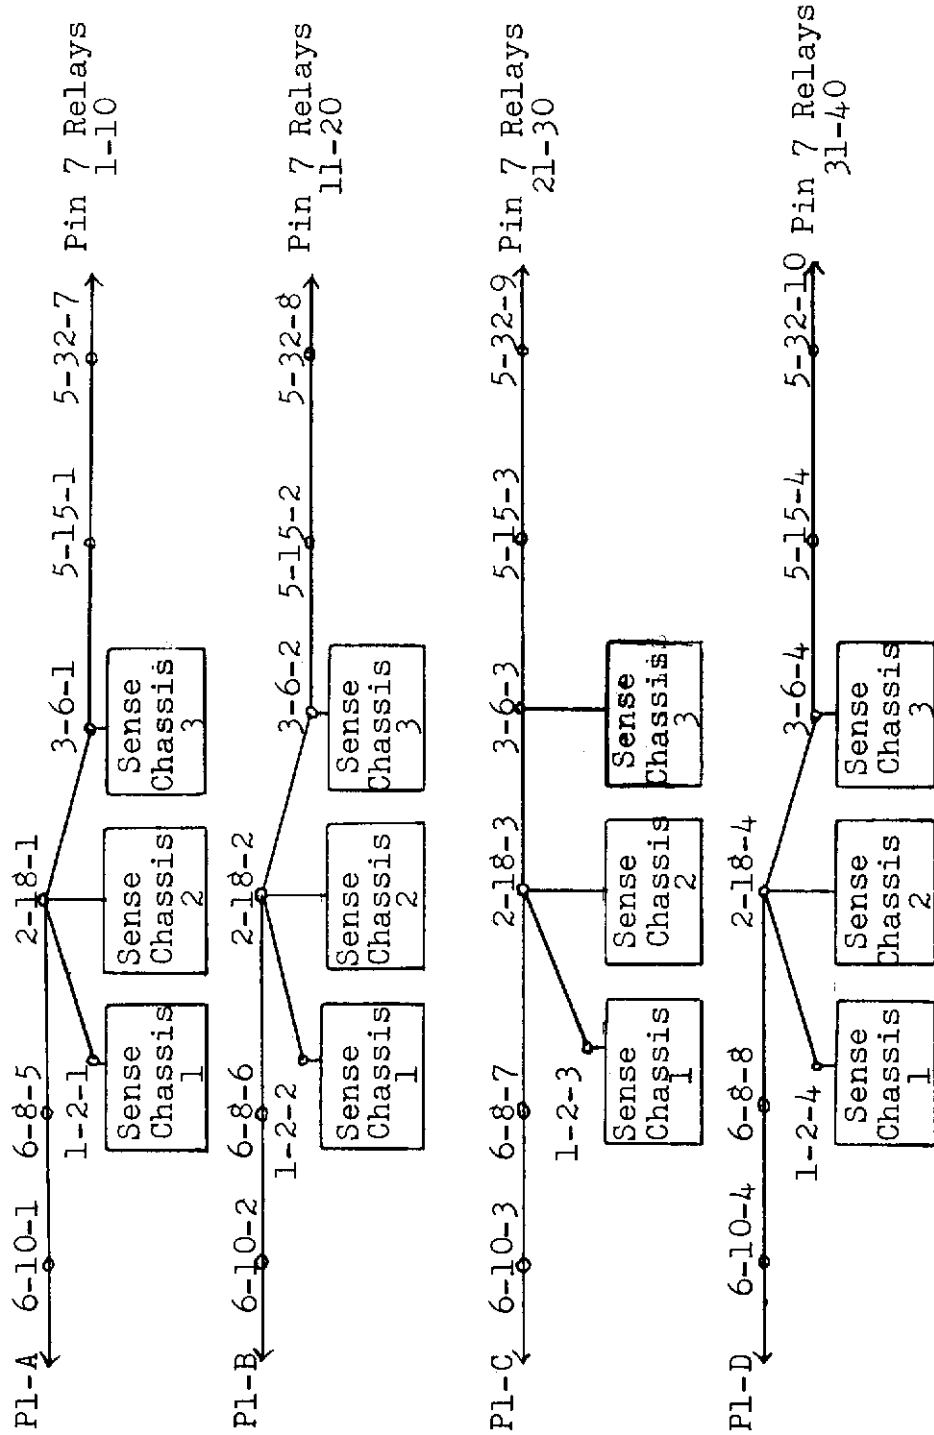 P1-A 6-10-1 6-8-5 2-18-1 3-6-1 5-15-1 5-32-7 Pin 7 Relays
1-10
1-2-1
Sense
Chassis
1
Sense
Chassis
2
Sense
Chassis
3
P1-B 6-10-2 6-8-6 2-18-2 3-6-2 5-15-2 5-32-8 Pin 7 Relays
11-20
1-2-2
Sense
Chassis
1
Sense
Chassis
2
Sense
Chassis
3
P1-C 6-10-3 6-8-7 2-18-3 3-6-3 5-15-3 5-32-9 Pin 7 Relays
21-30
1-2-3
Sense
Chassis
1
Sense
Chassis
2
Sense
Chassis
3
P1-D 6-10-4 6-8-8 2-18-4 3-6-4 5-15-4 5-32-10 Pin 7 Relays
31-40
1-2-4
Sense
Chassis
1
Sense
Chassis
2
Sense
Chassis
3